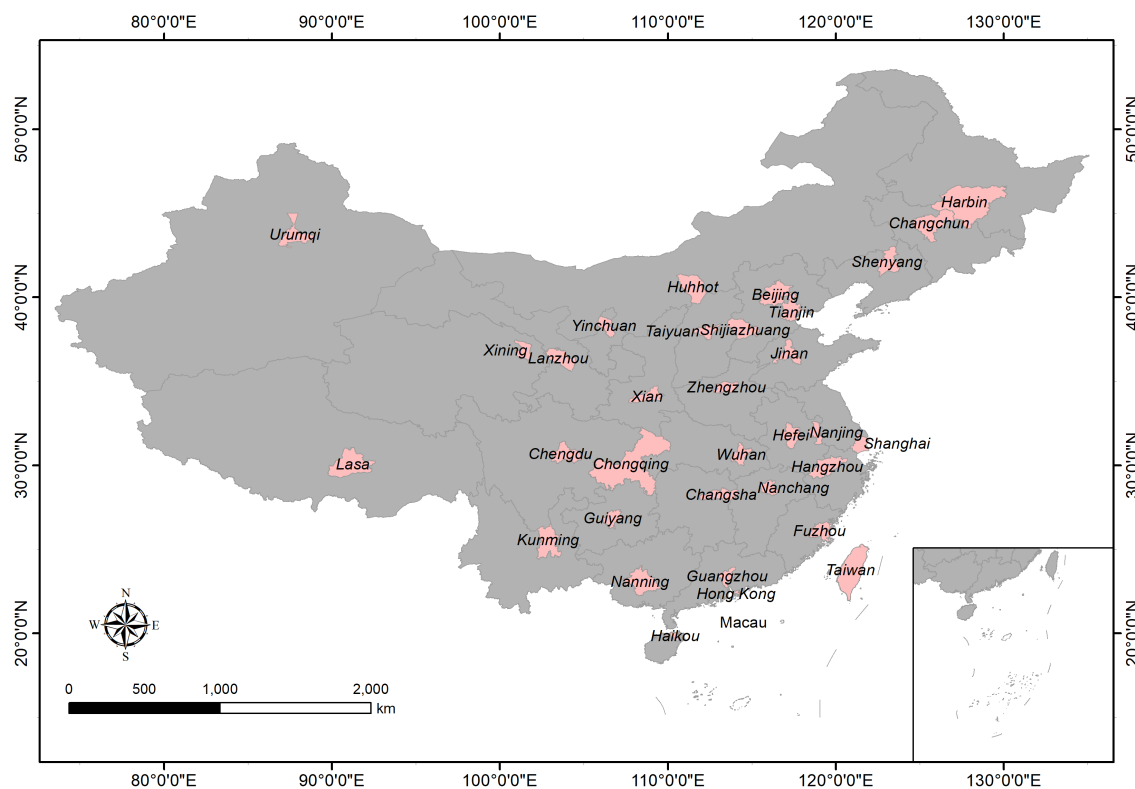 80°0'0"E 90°0'0"E 100°0'0"E 110°0'0"E 120°0'0"E 130°0'0"E
50°0'0"N
50°0'0"N
Harbin
Changchun
Urumqi
Shenyang
Huhhot
Beijing
40°0'0"N
40°0'0"N
Tianjin
Yinchuan
Taiyuan Shijiazhuang
Xining
Lanzhou
Jinan
Zhengzhou
Xian
Hefei Nanjing
Shanghai
Chengdu
Wuhan
Lasa
Chongqing
Hangzhou
30°0'0"N
30°0'0"N
Changsha
Nanchang
Guiyang
Fuzhou
Kunming
Taiwan
Nanning
Guangzhou
Hong Kong
N
W E
S
Macau
Haikou
20°0'0"N
20°0'0"N
0 500 1,000 2,000
km
80°0'0"E 90°0'0"E 100°0'0"E 110°0'0"E 120°0'0"E 130°0'0"E